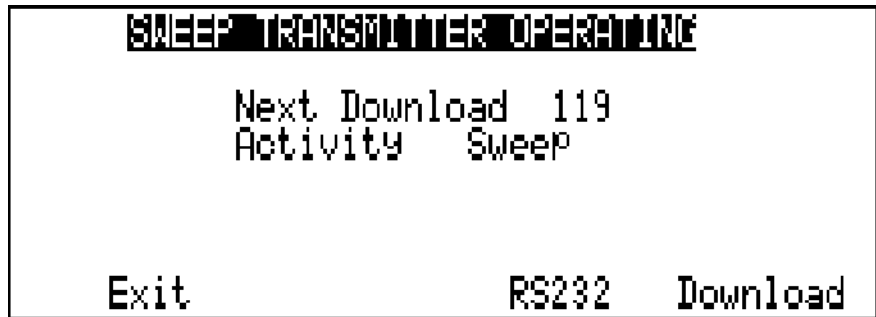 SWEEP TRANSMITTER OPERATING
Next Download 119
Activity Sweep
Exit RS232 Download